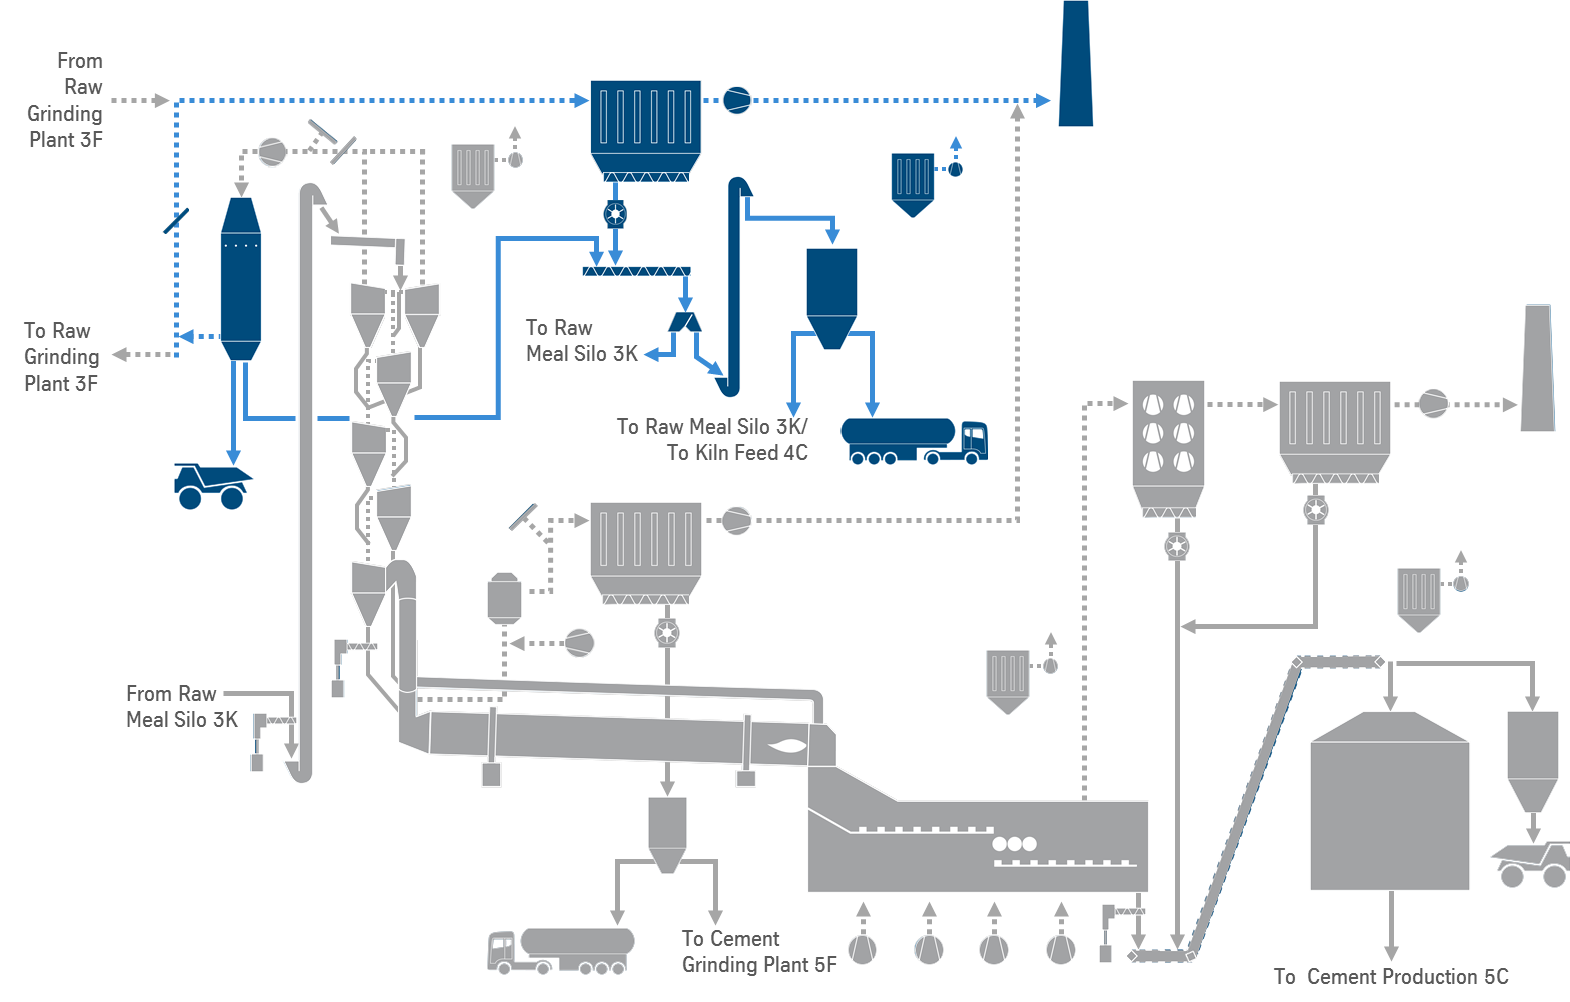 From
Raw
Grinding
Plant 3F
To Raw
Grinding
Plant 3F
To Raw
Meal Silo 3K
To Raw Meal Silo 3K/
To Kiln Feed 4C
From Raw
Meal Silo 3K
To Cement
Grinding Plant 5F
To Cement Production 5C